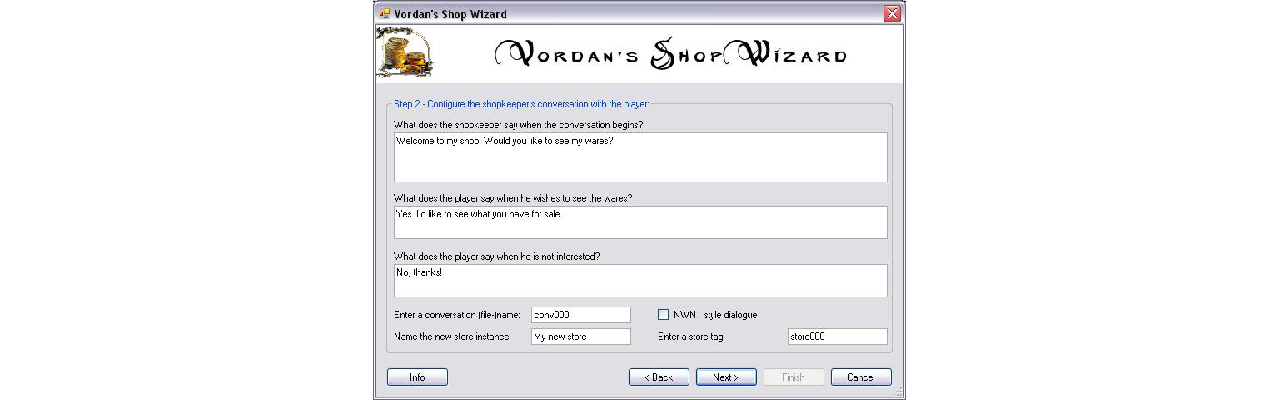 Vordan's Shop Wizard
Vordan's Shop Wizard
Step 2 - Configure the shopkeeper's conversation with the player:
What does the shopkeeper say when the conversation begins?
Welcome to my shop! Would you like to see my wares?
What does the player say when he wishes to see the wares?
Yes. I'd like to see what you have for sale.
What does the player say when he is not interested?
No, thanks!
Enter a conversation (file-)name: conv000 style dialogue
Name the new store instance: My new store Enter a store tag: store000
Info < Back Next > Finish Cancel